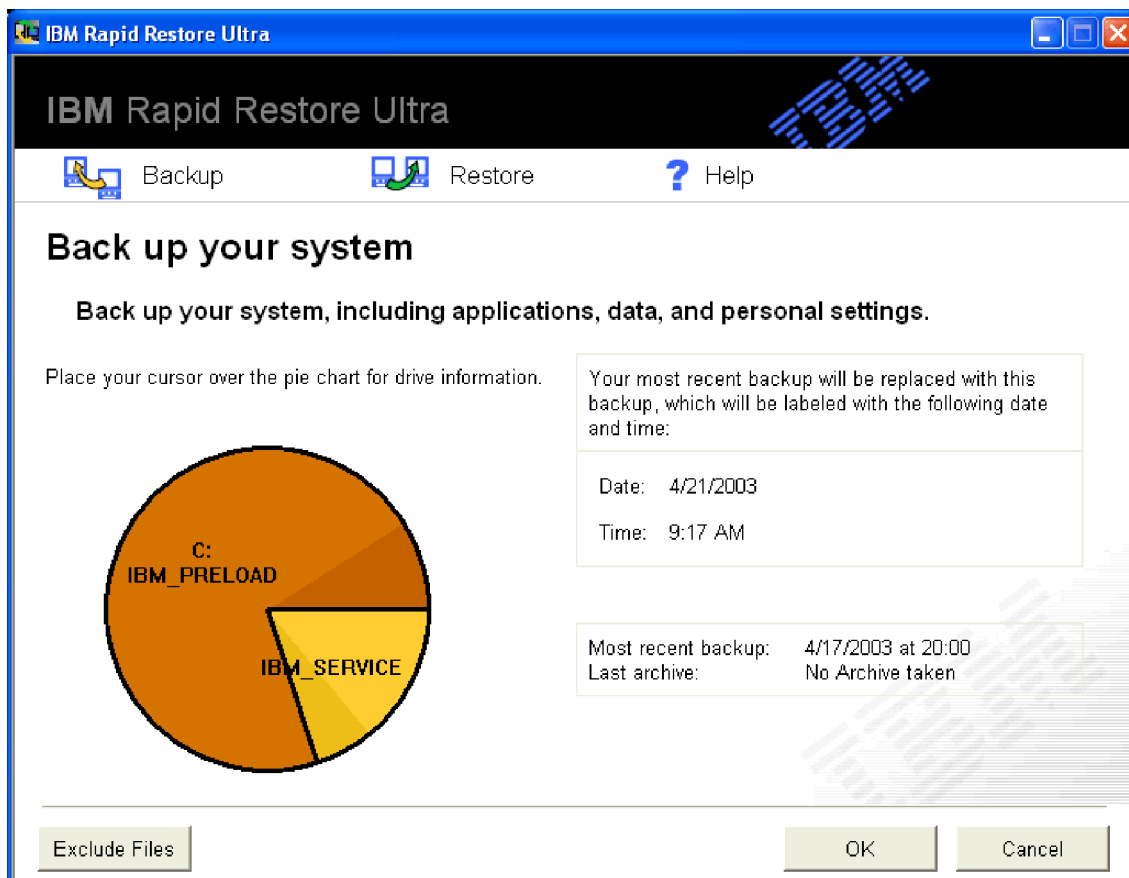 IBM Rapid Restore Ultra
IBM Rapid Restore Ultra
IBM
Backup
Restore
? Help
Back up your system
Back up your system, including applications, data, and personal settings.
Place your cursor over the pie chart for drive information.
C:
IBM_PRELOAD
IBM_SERVICE
Your most recent backup will be replaced with this
backup, which will be labeled with the following date
and time:
Date: 4/21/2003
Time: 9:17 AM
Most recent backup: 4/17/2003 at 20:00
Last archive: No Archive taken
Exclude Files
OK
Cancel